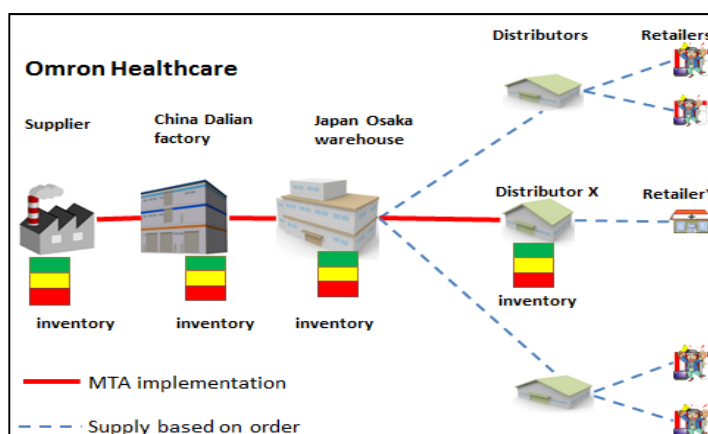 Distributors Retailers
Omron Healthcare
Supplier
China Dalian
factory
Japan Osaka
warehouse
Distributor X
RetailerY
inventory
inventory
inventory
inventory
MTA implementation
Supply based on order